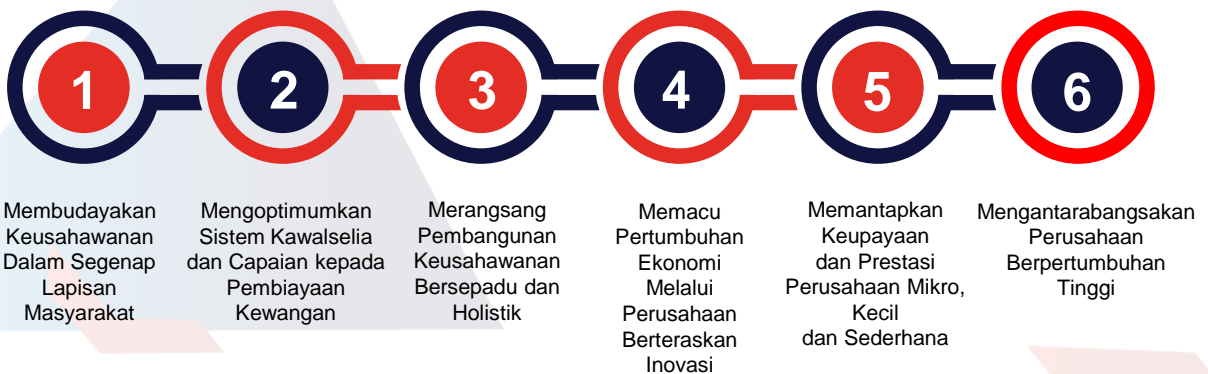 1
Membudayakan
Keusahawanan
Dalam Segenap
Lapisan
Masyarakat
2
Mengoptimumkan
Sistem Kawalselia
dan Capaian kepada
Pembiayaan
Kewangan
3
Merangsang
Pembangunan
Keusahawanan
Bersepadu dan
Holistik
4
Memacu
Pertumbuhan
Ekonomi
Melalui
Perusahaan
Berteraskan
Inovasi
5
Memantapkan
Keupayaan
dan Prestasi
Perusahaan Mikro,
Kecil
dan Sederhana
6
Mengantarabangsakan
Perusahaan
Berpertumbuhan
Tinggi